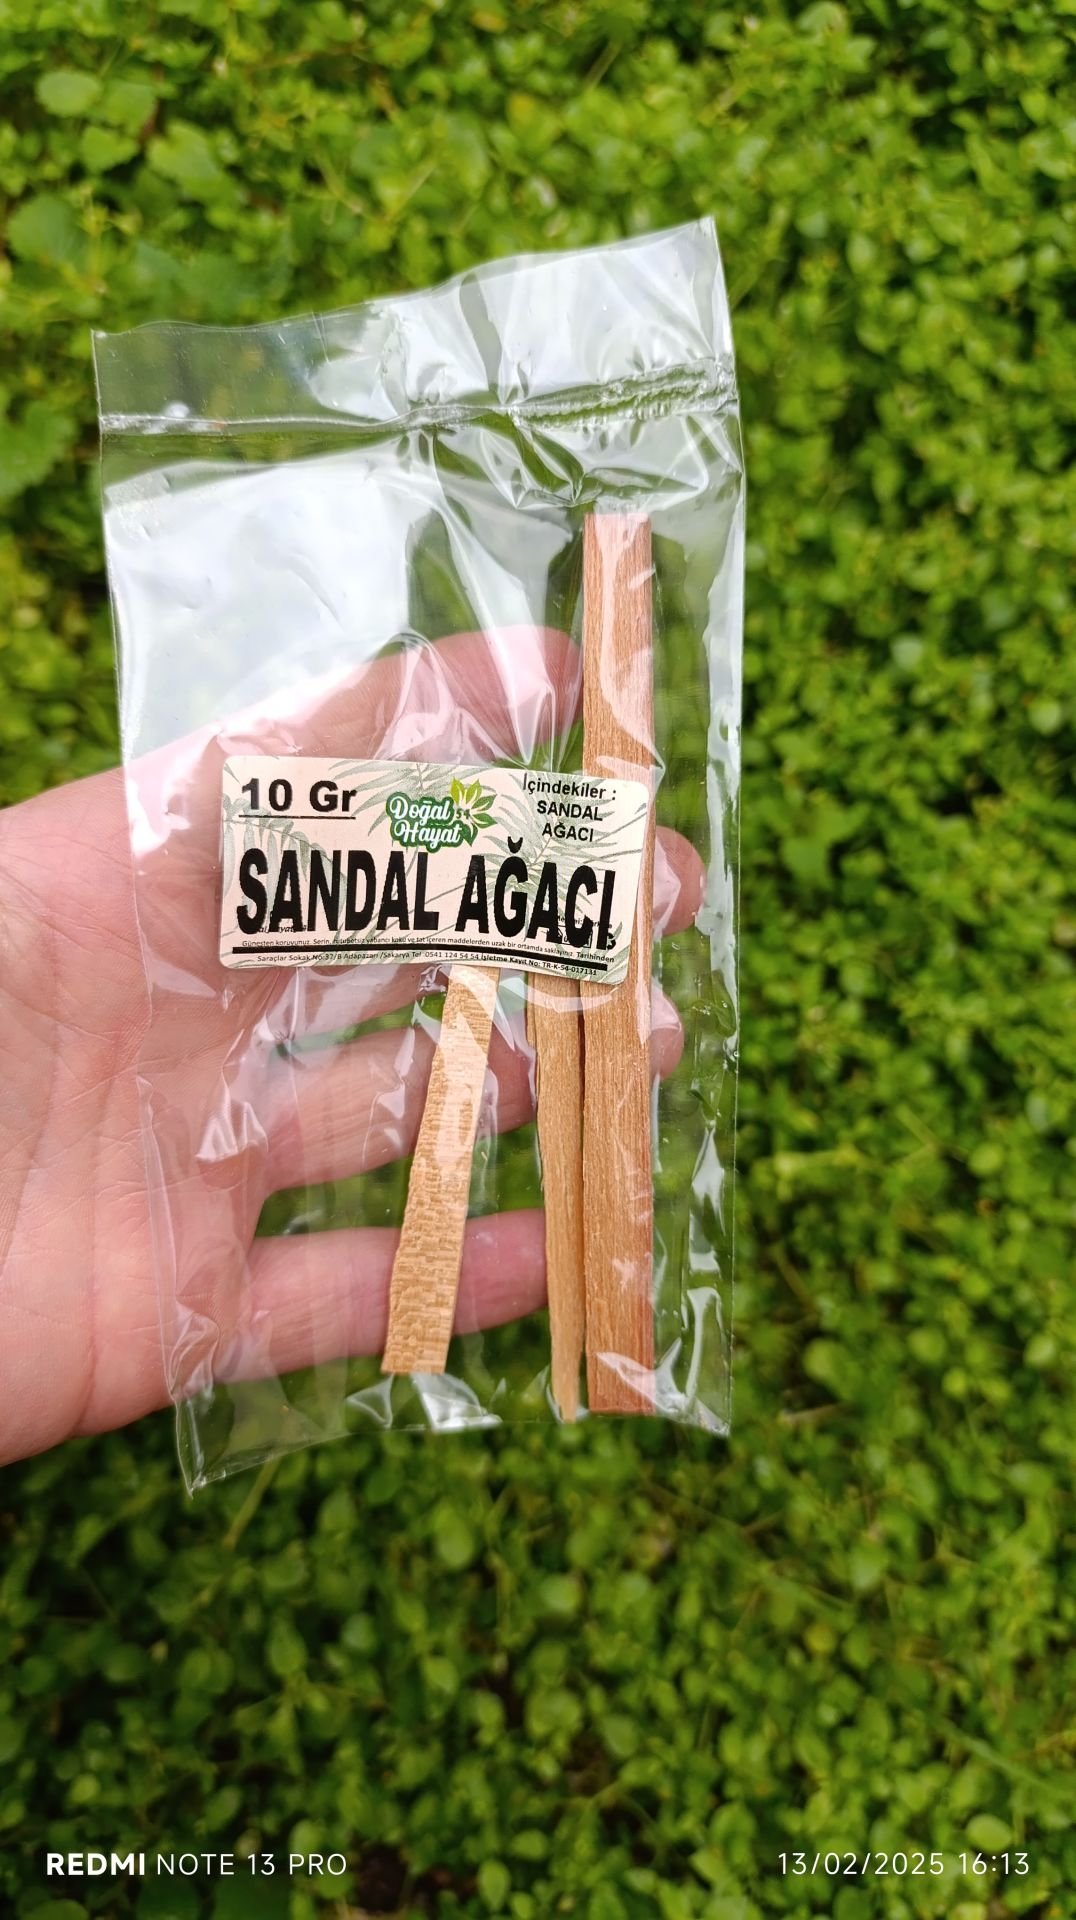 10 Gr
Doğal
Hayat
54
İçindekiler :
SANDAL
AĞACI
SANDAL AĞACI
Güneşten koruyunuz. Serin, rutubetsiz yabancı koku ve tat içeren maddelerden uzak bir ortamda saklayınız. Tarihinden
Saraçlar Sokak No:37/B Adapazarı /Sakarya Tel :0541 124 54 54 İşletme Kayıt No: TR-K-54-017131
REDMI NOTE 13 PRO
13/02/2025 16:13